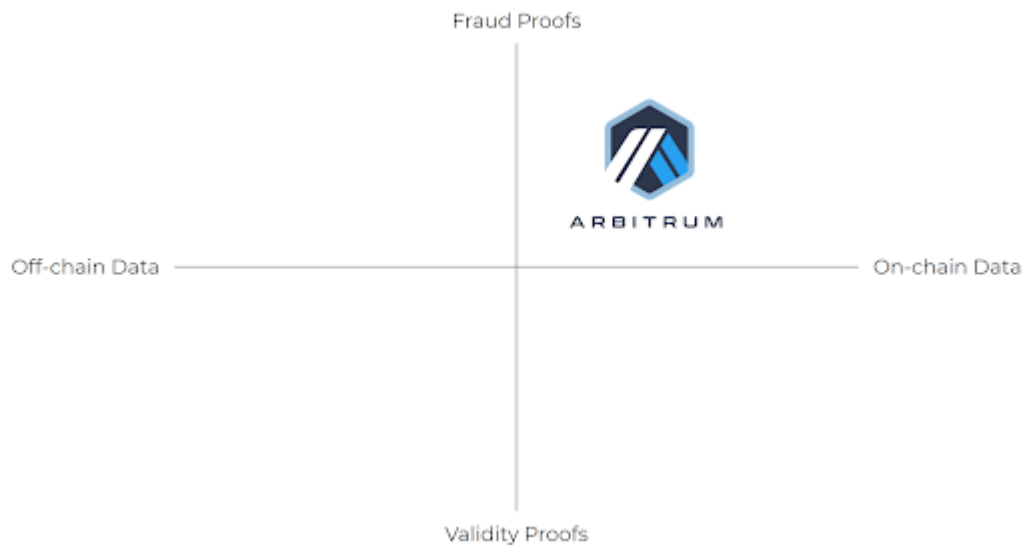 Fraud Proofs
ARBITRUM
Off-chain Data
On-chain Data
Validity Proofs